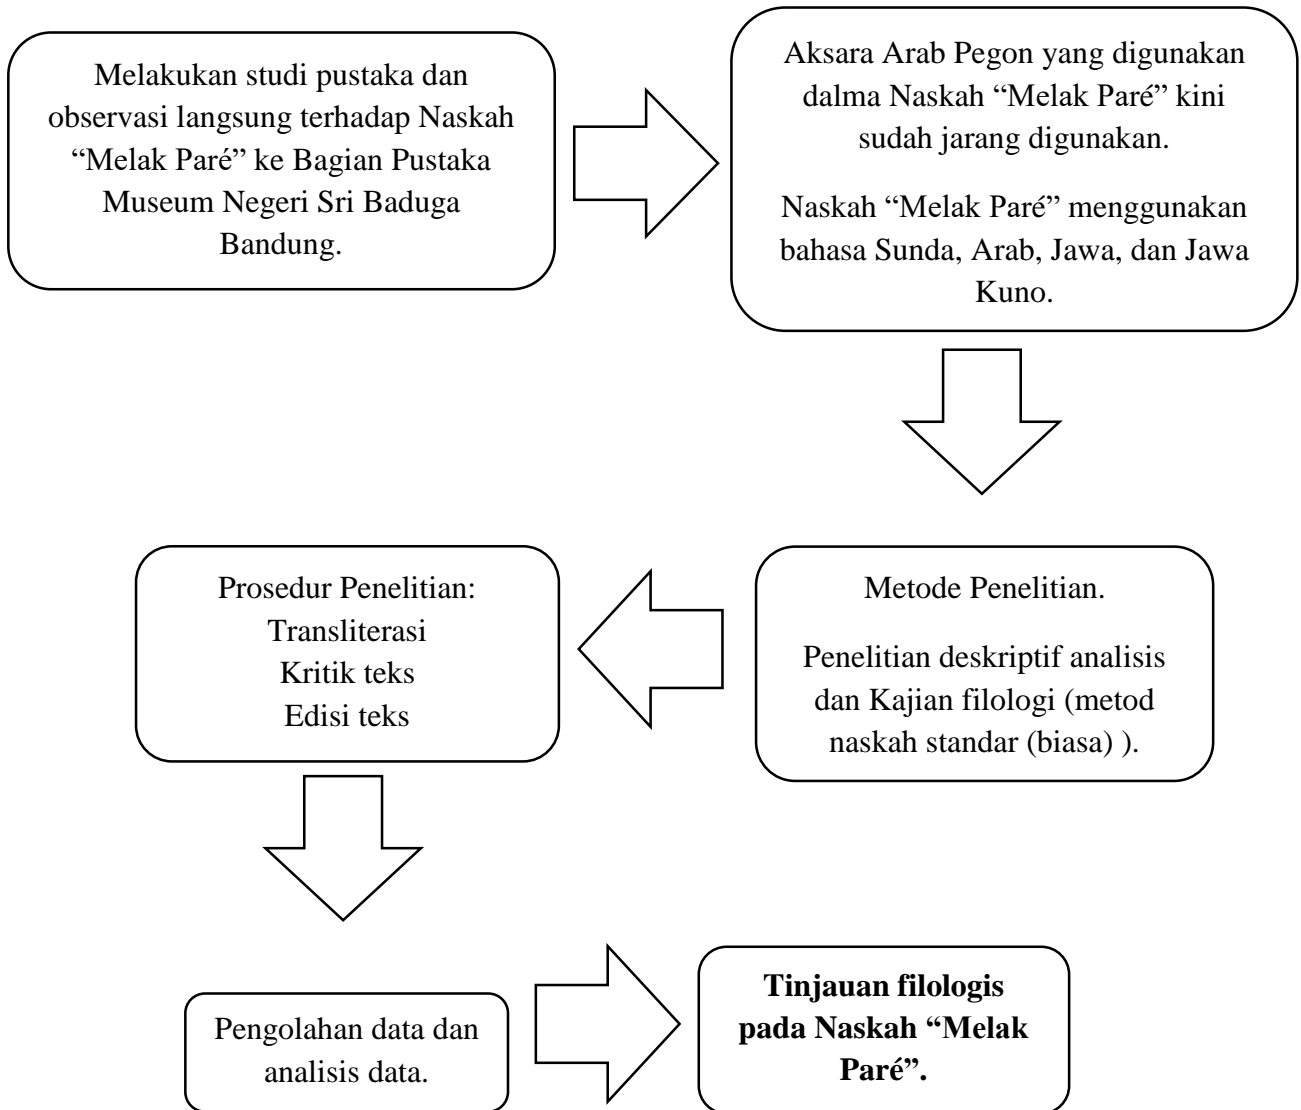 Melakukan studi pustaka dan
observasi langsung terhadap Naskah
“Melak Paré” ke Bagian Pustaka
Museum Negeri Sri Baduga
Bandung.
Aksara Arab Pegon yang digunakan
dalma Naskah “Melak Paré” kini
sudah jarang digunakan.
Naskah “Melak Paré” menggunakan
bahasa Sunda, Arab, Jawa, dan Jawa
Kuno.
Metode Penelitian.
Penelitian deskriptif analisis
dan Kajian filologi (metod
naskah standar (biasa) ).
Prosedur Penelitian:
Transliterasi
Kritik teks
Edisi teks
Pengolahan data dan
analisis data.
Tinjauan filologis
pada Naskah “Melak
Paré”.